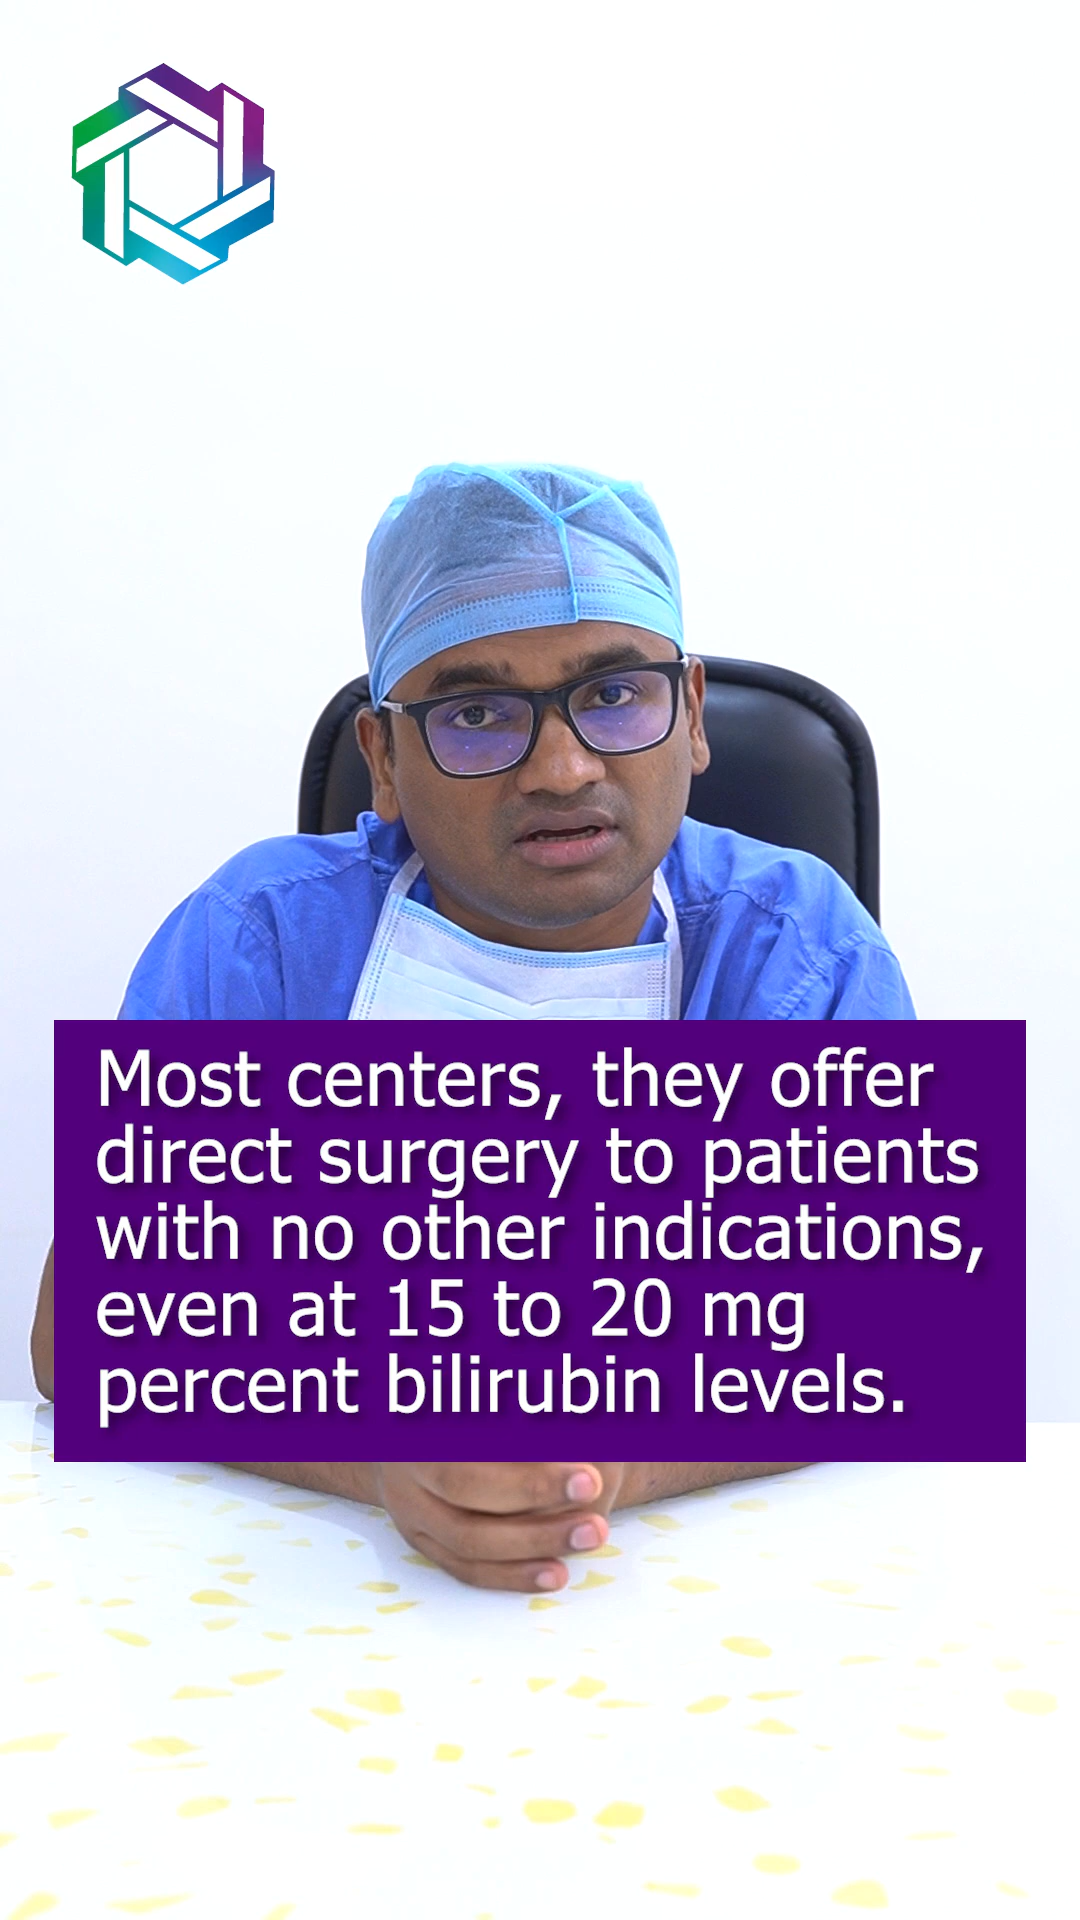 Most centers, they offer
direct surgery to patients
with no other indications,
even at 15 to 20 mg
percent bilirubin levels.